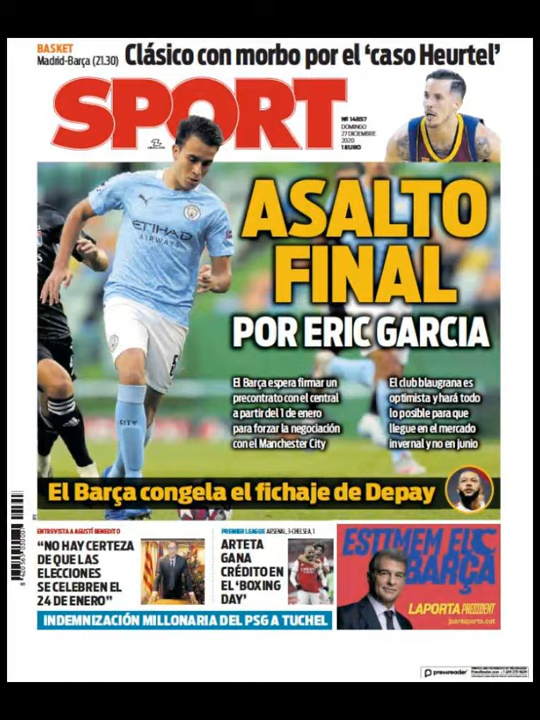 BASKET
Madrid-Barça (21.30)
Clásico con morbo por el ‘caso Heurtel’
SPORT
Nº 14857
DOMINGO
27 DICIEMBRE
2020
1 EURO
ETIHAD
AIRWAYS
ASALTO
FINAL
POR ERIC GARCIA
El Barça espera firmar un
precontrato con el central
a partir del 1 de enero
para forzar la negociación
con el Manchester City
El club blaugrana es
optimista y hará todo
lo posible para que
llegue en el mercado
invernal y no en junio
CITY
El Barça congela el fichaje de Depay
ENTREVISTA A AGUSTÍ BENEDITO
“NO HAY CERTEZA
DE QUE LAS
ELECCIONES
SE CELEBREN EL
24 DE ENERO”
PREMIER LEAGUE ARSENAL, 3-CHELSEA, 1
ARTETA
GANA
CRÉDITO EN
EL ‘BOXING
DAY’
INDEMNIZACIÓN MILLONARIA DEL PSG A TUCHEL
ESTIMEM EL
BARÇA
LAPORTA PRESIDENT
pressreader